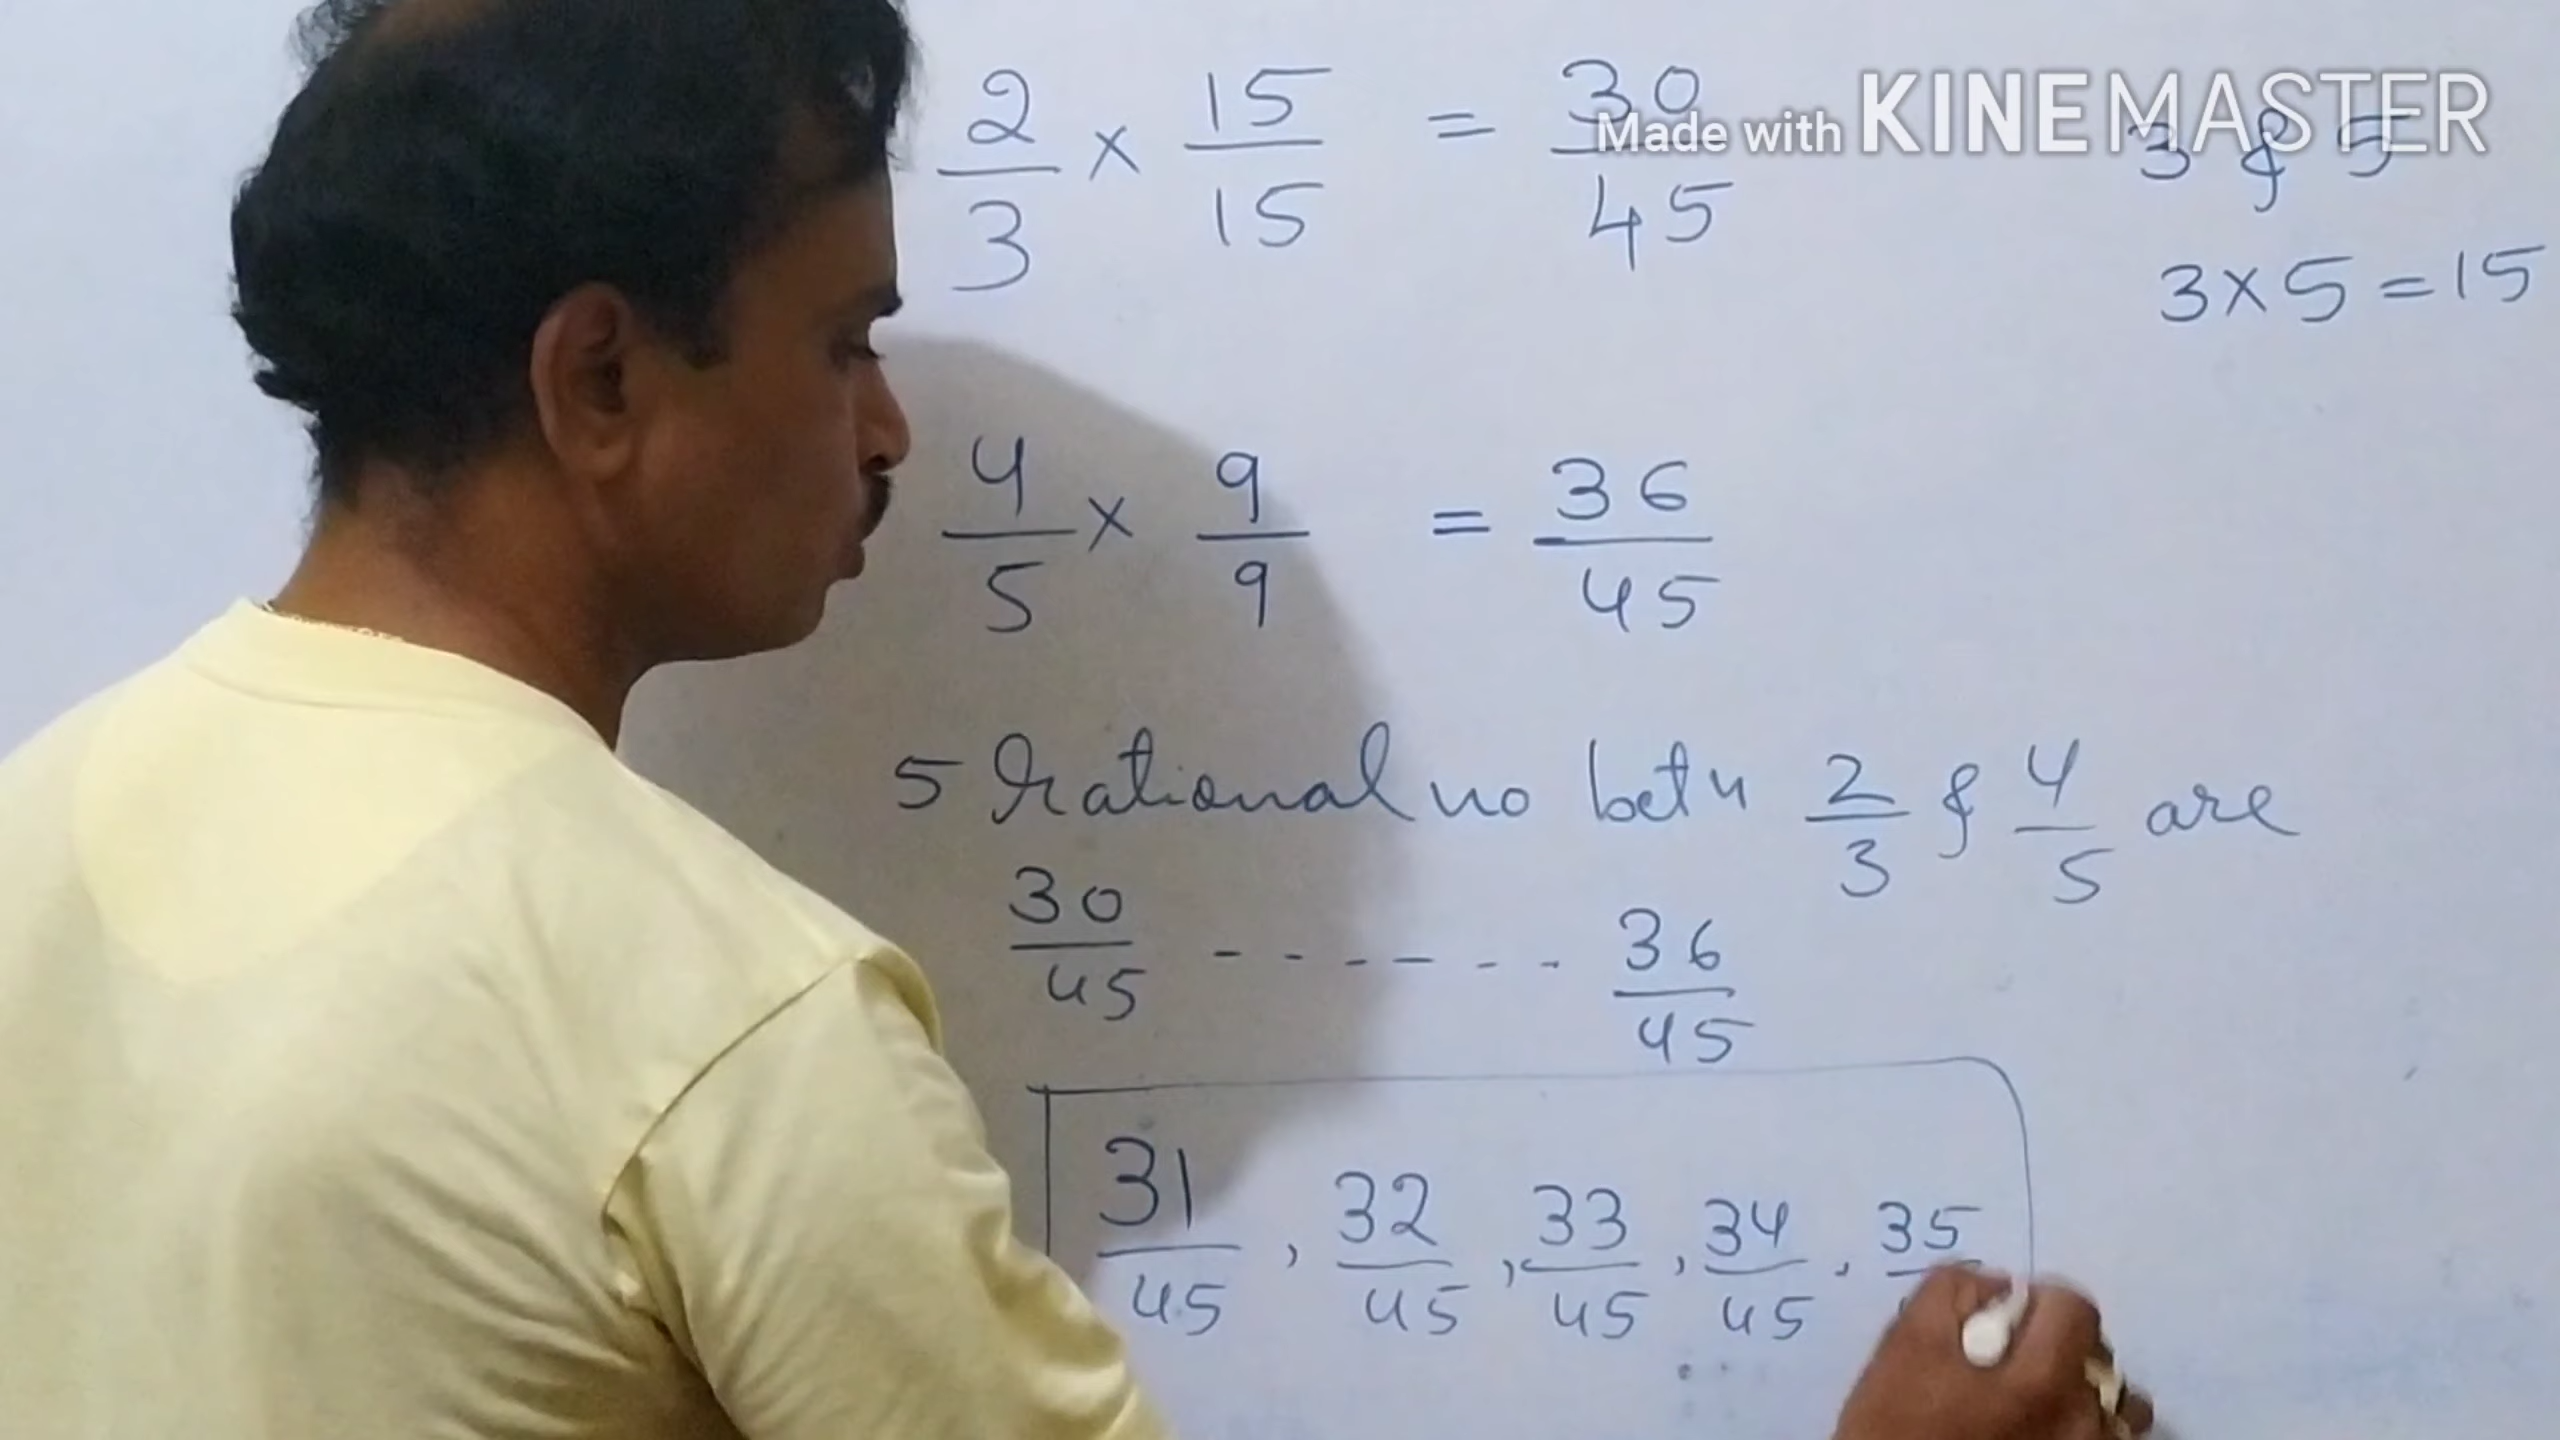 2/3 × 15/15 = 30/45
Made with KINEMASTER
3 & 5
3×5=15
4/5 × 9/9 = 36/45
5 rational no betn 2/3 & 4/5 are
30/45 - - - - - - 36/45
31/45, 32/45, 33/45, 34/45, 35